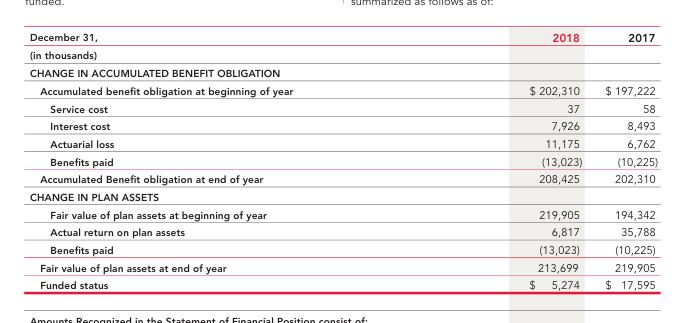 funded.
summarized as follows as of:
December 31, 2018 2017
(in thousands)
CHANGE IN ACCUMULATED BENEFIT OBLIGATION
Accumulated benefit obligation at beginning of year $ 202,310 $ 197,222
Service cost 37 58
Interest cost 7,926 8,493
Actuarial loss 11,175 6,762
Benefits paid (13,023) (10,225)
Accumulated Benefit obligation at end of year 208,425 202,310
CHANGE IN PLAN ASSETS
Fair value of plan assets at beginning of year 219,905 194,342
Actual return on plan assets 6,817 35,788
Benefits paid (13,023) (10,225)
Fair value of plan assets at end of year 213,699 219,905
Funded status $ 5,274 $ 17,595
Amounts Recognized in the Statement of Financial Position consist of: